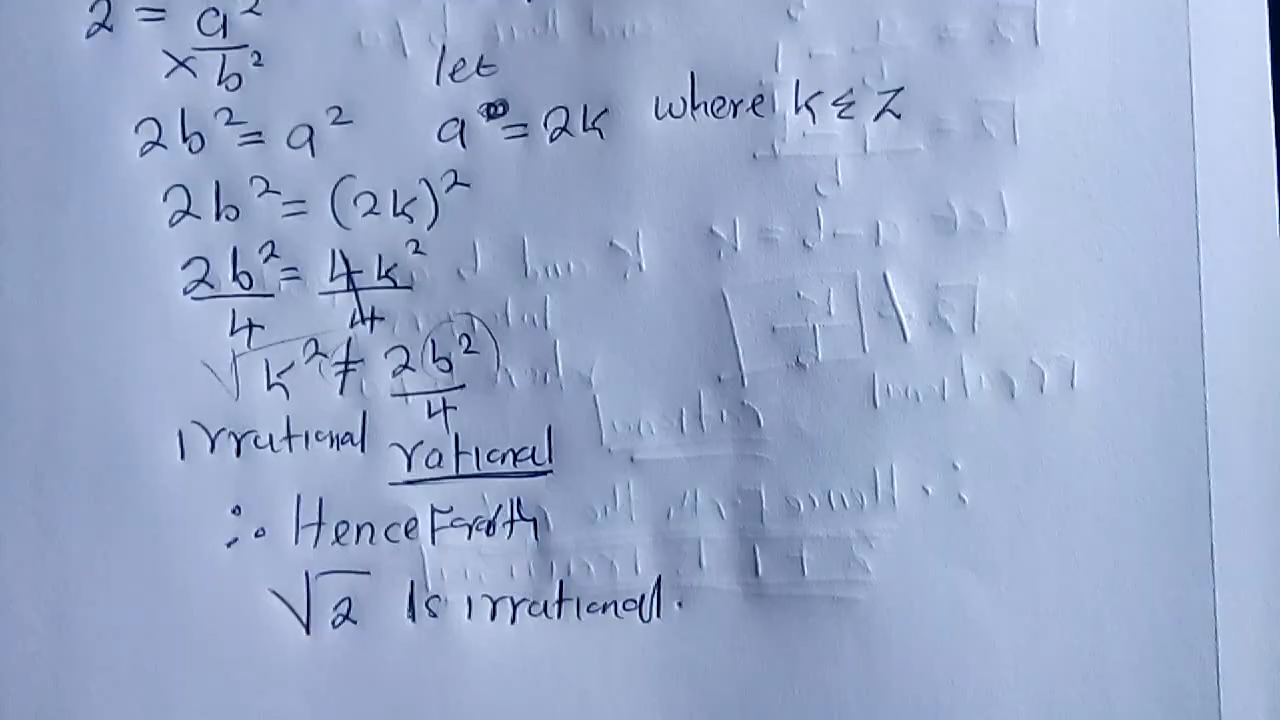 2 = a²/b²
×
let
2b² = a² a = 2k where k ∈ Z
2b² = (2k)²
2b²/4 = 4k²/4
√k² ≠ 2b²/4
irrational rational
∴ Hence
√2 Is irrational.